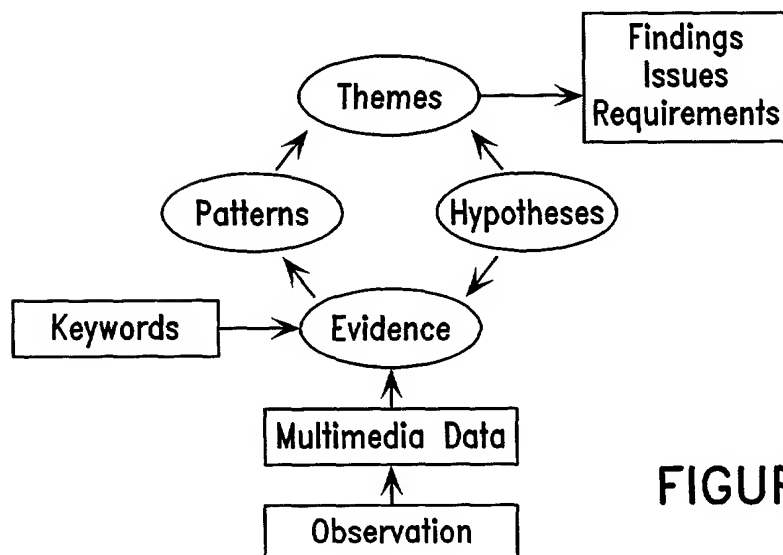 Findings
Issues
Requirements
Themes
Patterns
Hypotheses
Keywords
Evidence
Multimedia Data
Observation